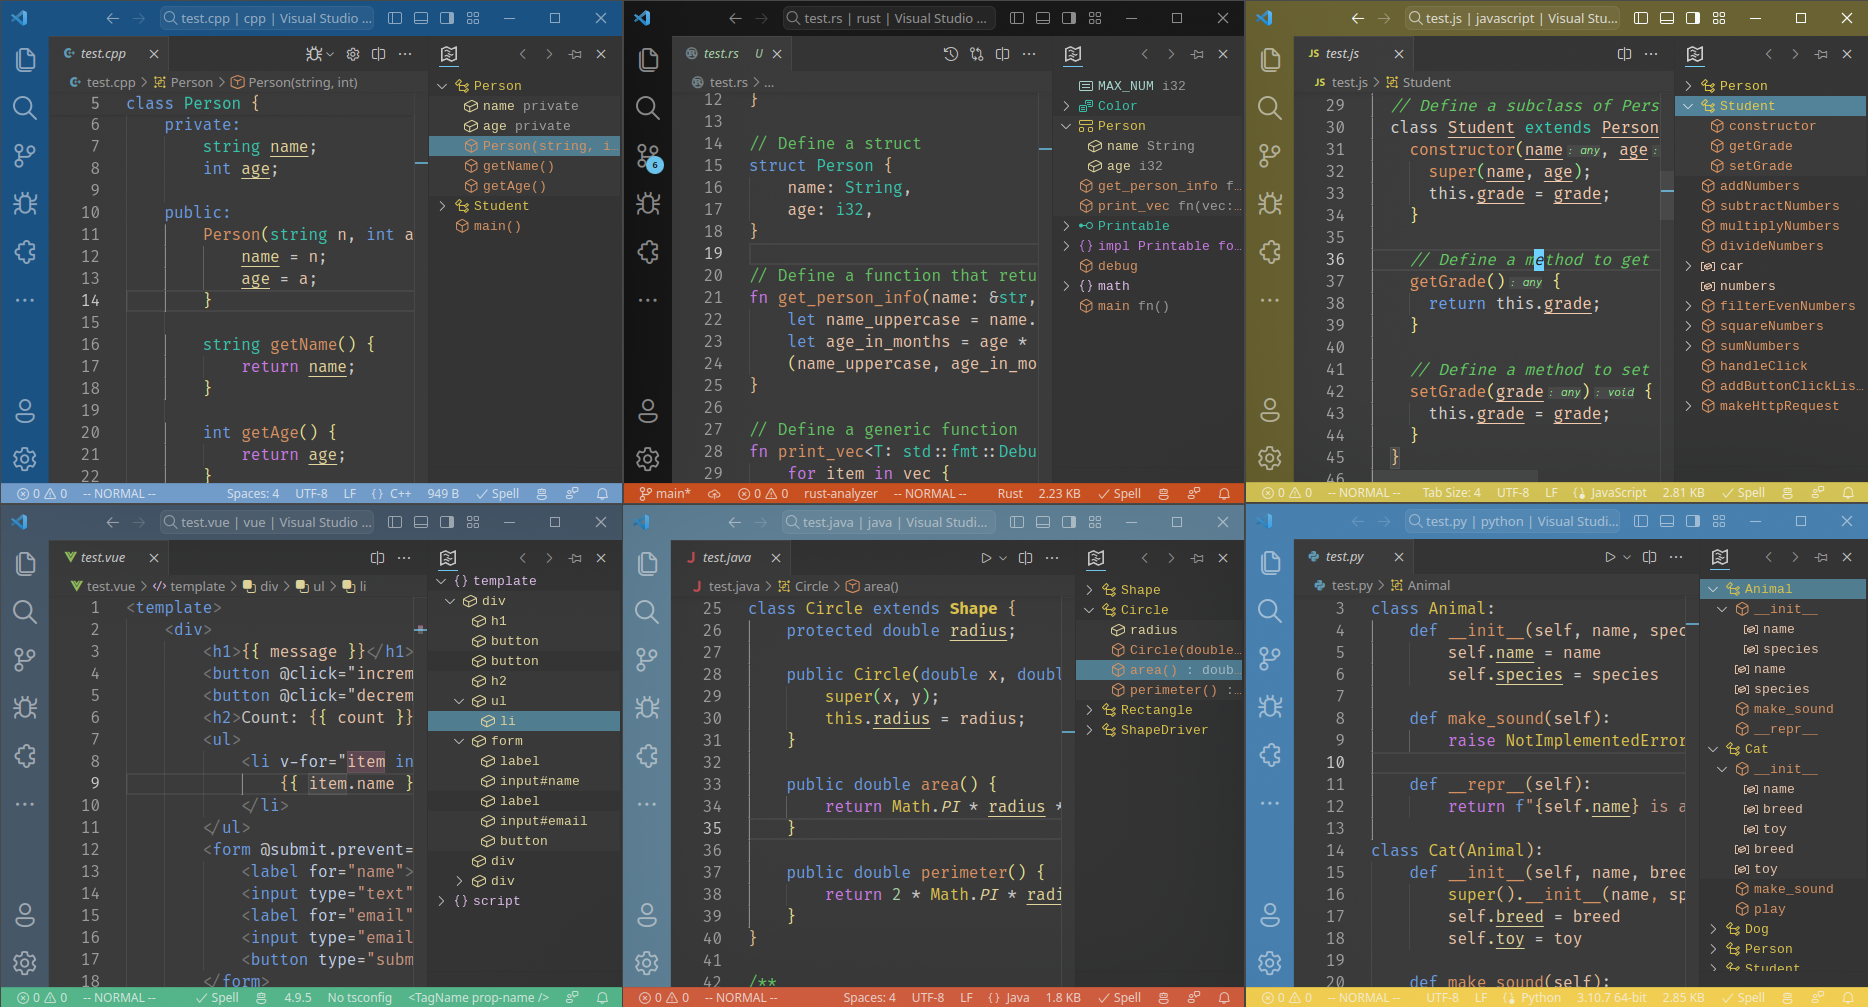 test.cpp | cpp | Visual Studio ...
test.cpp
test.cpp > Person > Person(string, int)
5 class Person {
6 private:
7 string name;
8 int age;
9
10 public:
11 Person(string n, int a
12 name = n;
13 age = a;
14 }
15
16 string getName() {
17 return name;
18 }
19
20 int getAge() {
21 return age;
22 }
Person
name private
age private
Person(string, i...
getName()
getAge()
Student
main()
0 0 -- NORMAL -- Spaces: 4 UTF-8 LF {} C++ 949 B Spell
test.rs | rust | Visual Studio ...
test.rs U
test.rs > ...
12 }
13
14 // Define a struct
15 struct Person {
16 name: String,
17 age: i32,
18 }
19
20 // Define a function that retu
21 fn get_person_info(name: &str,
22 let name_uppercase = name.
23 let age_in_months = age *
24 (name_uppercase, age_in_mo
25 }
26
27 // Define a generic function
28 fn print_vec<T: std::fmt::Debu
29 for item in vec {
6
MAX_NUM i32
Color
Person
name String
age i32
get_person_info f...
print_vec fn(vec:...
Printable
{} impl Printable fo...
debug
{} math
main fn()
main* 0 0 rust-analyzer -- NORMAL -- Rust 2.23 KB Spell
test.js | javascript | Visual Stu...
JS test.js
JS test.js > Student
29 // Define a subclass of Pers
30 class Student extends Person
31 constructor(name: any, age:
32 super(name, age);
33 this.grade = grade;
34 }
35
36 // Define a method to get
37 getGrade(): any {
38 return this.grade;
39 }
40
41 // Define a method to set
42 setGrade(grade: any): void {
43 this.grade = grade;
44 }
45 }
46
Person
Student
constructor
getGrade
setGrade
addNumbers
subtractNumbers
multiplyNumbers
divideNumbers
car
numbers
filterEvenNumbers
squareNumbers
sumNumbers
handleClick
addButtonClickLis...
makeHttpRequest
0 0 -- NORMAL -- Tab Size: 4 UTF-8 LF JavaScript 2.81 KB Spell
test.vue | vue | Visual Studio ...
test.vue
test.vue > template > div > ul > li
1 <template>
2 <div>
3 <h1>{{ message }}</h1>
4 <button @click="increm
5 <button @click="decrem
6 <h2>Count: {{ count }}
7 <ul>
8 <li v-for="item in
9 {{ item.name }
10 </li>
11 </ul>
12 <form @submit.prevent=
13 <label for="name">
14 <input type="text"
15 <label for="email"
16 <input type="email
17 <button type="subm
18 </form>
{} template
div
h1
button
button
h2
ul
li
form
label
input#name
label
input#email
button
div
div
{} script
0 0 -- NORMAL -- Spell 4.9.5 No tsconfig <TagName prop-name />
test.java | java | Visual Studi...
J test.java
J test.java > Circle > area()
25 class Circle extends Shape {
26 protected double radius;
27
28 public Circle(double x, doubl
29 super(x, y);
30 this.radius = radius;
31 }
32
33 public double area() {
34 return Math.PI * radius *
35 }
36
37 public double perimeter() {
38 return 2 * Math.PI * radi
39 }
40 }
41
42 /**
Shape
Circle
radius
Circle(double...
area() : doub...
perimeter() :...
Rectangle
ShapeDriver
0 0 -- NORMAL -- Spaces: 4 UTF-8 LF {} Java 1.8 KB Spell
test.py | python | Visual Studi...
test.py
test.py > Animal
3 class Animal:
4 def __init__(self, name, spec
5 self.name = name
6 self.species = species
7
8 def make_sound(self):
9 raise NotImplementedError
10
11 def __repr__(self):
12 return f"{self.name} is a
13
14 class Cat(Animal):
15 def __init__(self, name, bree
16 super().__init__(name, sp
17 self.breed = breed
18 self.toy = toy
19
20 def make_sound(self):
Animal
__init__
name
species
name
species
make_sound
__repr__
Cat
__init__
name
breed
toy
breed
toy
make_sound
play
Dog
Person
Student
0 0 -- NORMAL -- UTF-8 LF Python 3.10.7 64-bit 2.85 KB Spell